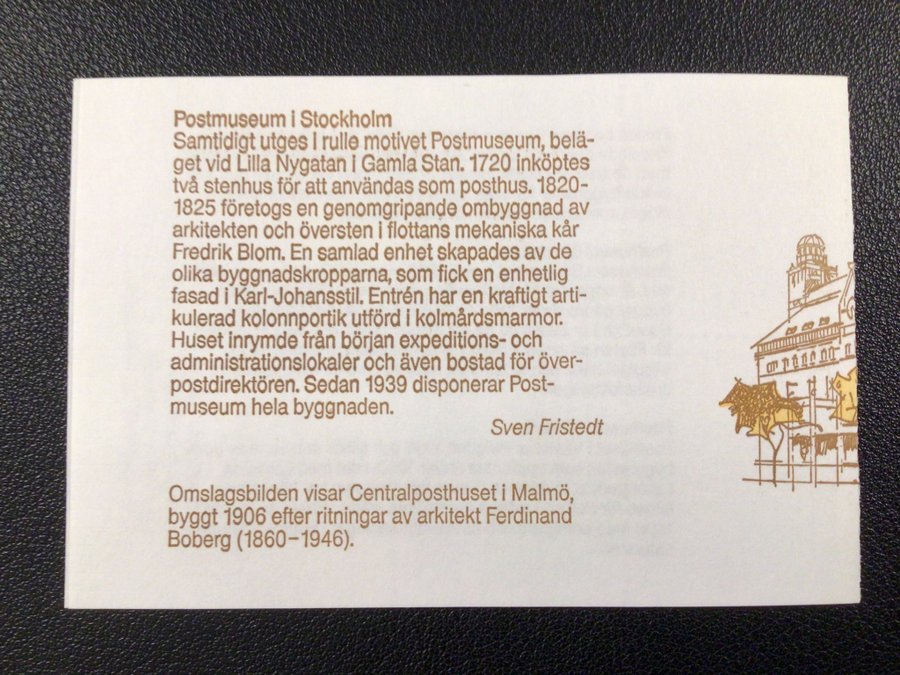 Postmuseum i Stockholm
Samtidigt utges i rulle motivet Postmuseum, belä-
get vid Lilla Nygatan i Gamla Stan. 1720 inköptes
två stenhus för att användas som posthus. 1820-
1825 företogs en genomgripande ombyggnad av
arkitekten och översten i flottans mekaniska kår
Fredrik Blom. En samlad enhet skapades av de
olika byggnadskropparna, som fick en enhetlig
fasad i Karl-Johansstil. Entrén har en kraftigt arti-
kulerad kolonnportik utförd i kolmårdsmarmor.
Huset inrymde från början expeditions- och
administrationslokaler och även bostad för över-
postdirektören. Sedan 1939 disponerar Post-
museum hela byggnaden.
Sven Fristedt
Omslagsbilden visar Centralposthuset i Malmö,
byggt 1906 efter ritningar av arkitekt Ferdinand
Boberg (1860–1946).